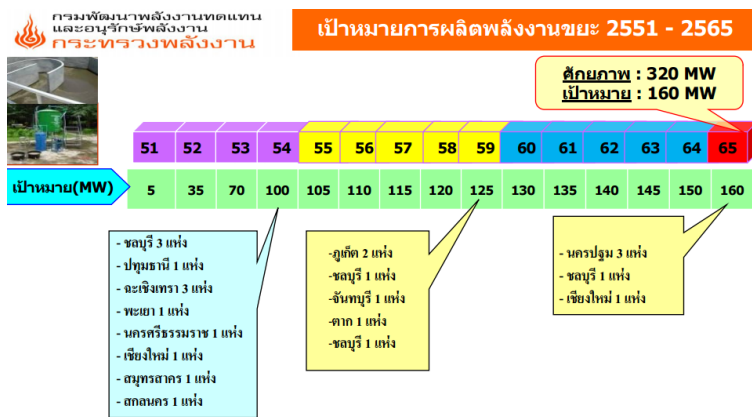 กรมพัฒนาพลังงานทดแทน
และอนุรักษ์พลังงาน
กระทรวงพลังงาน
เป้าหมายการผลิตพลังงานขยะ 2551 - 2565
ศักยภาพ : 320 MW
เป้าหมาย : 160 MW
51 52 53 54 55 56 57 58 59 60 61 62 63 64 65
เป้าหมาย(MW) 5 35 70 100 105 110 115 120 125 130 135 140 145 150 160
- ชลบุรี 3 แห่ง
- ปทุมธานี 1 แห่ง
- ฉะเชิงเทรา 3 แห่ง
- พะเยา 1 แห่ง
- นครศรีธรรมราช 1 แห่ง
- เชียงใหม่ 1 แห่ง
- สมุทรสาคร 1 แห่ง
- สกลนคร 1 แห่ง
-ภูเก็ต 2 แห่ง
-ชลบุรี 1 แห่ง
-จันทบุรี 1 แห่ง
-ตาก 1 แห่ง
-ชลบุรี 1 แห่ง
- นครปฐม 3 แห่ง
- ชลบุรี 1 แห่ง
- เชียงใหม่ 1 แห่ง